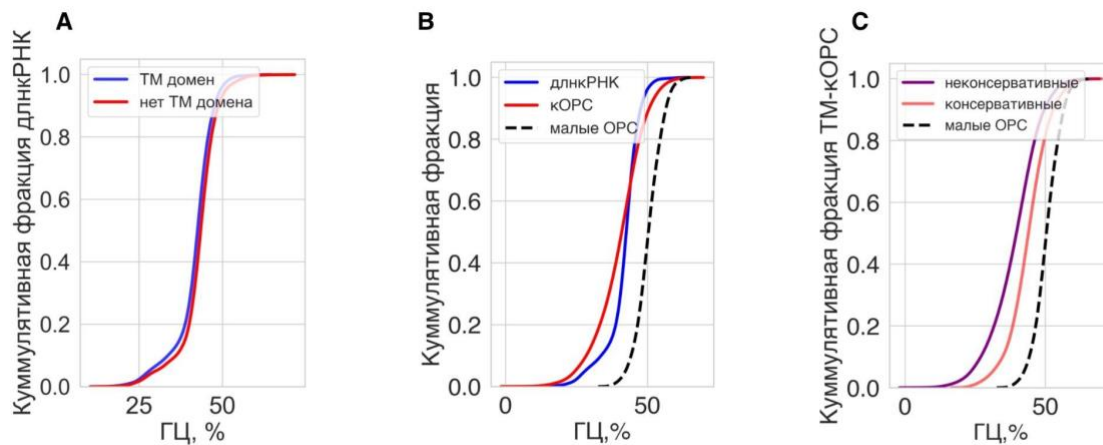 A
Куммулятивная фракция длнкРНК
1.0
0.8
0.6
0.4
0.2
0.0
ТМ домен
нет ТМ домена
25
50
ГЦ, %
B
Куммулятивная фракция
1.0
0.8
0.6
0.4
0.2
0.0
длнкРНК
кОРС
малые ОРС
0
50
ГЦ,%
C
Куммулятивная фракция ТМ-кОРС
1.0
0.8
0.6
0.4
0.2
0.0
неконсервативные
консервативные
малые ОРС
0
50
ГЦ,%